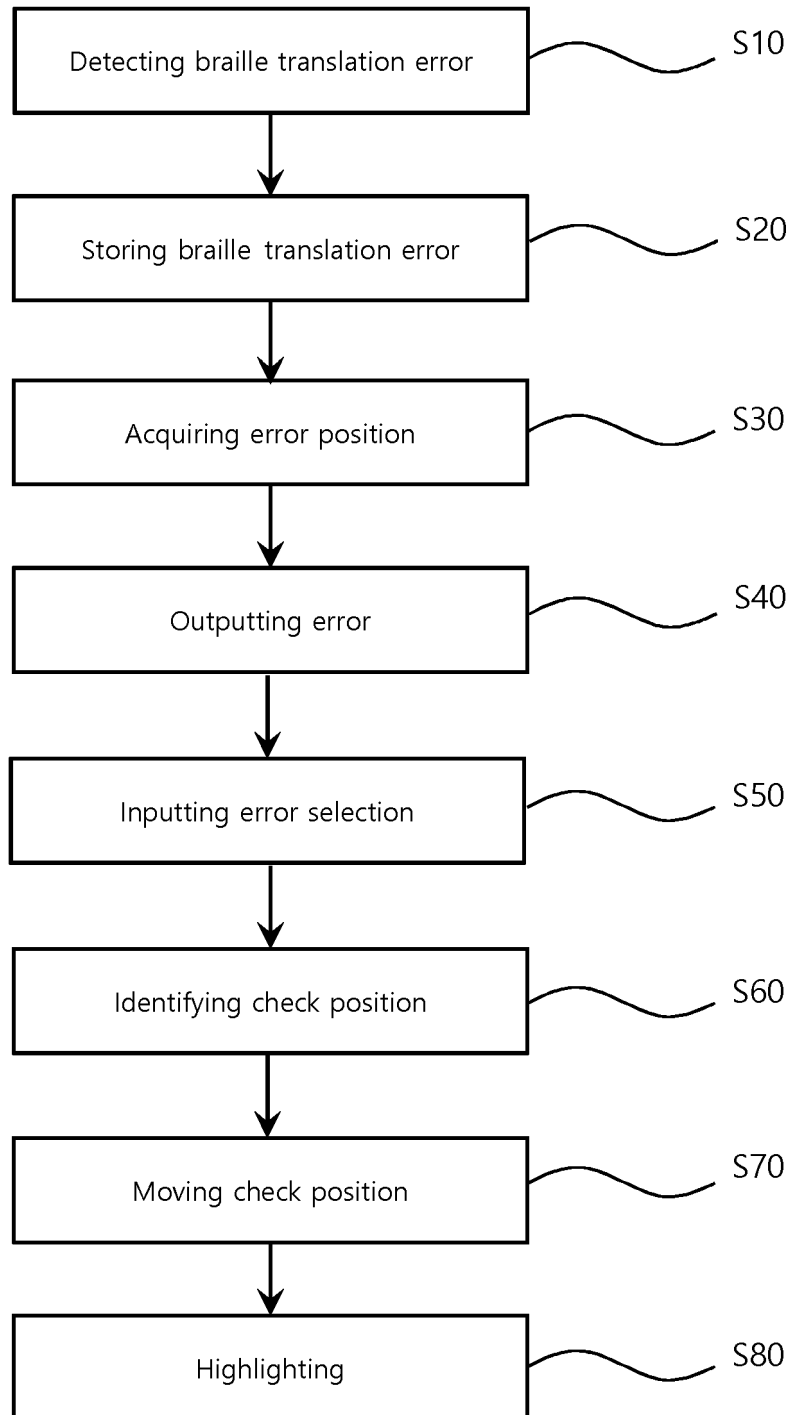 Detecting braille translation error
S10
Storing braille translation error
S20
Acquiring error position
S30
Outputting error
S40
Inputting error selection
S50
Identifying check position
S60
Moving check position
S70
Highlighting
S80